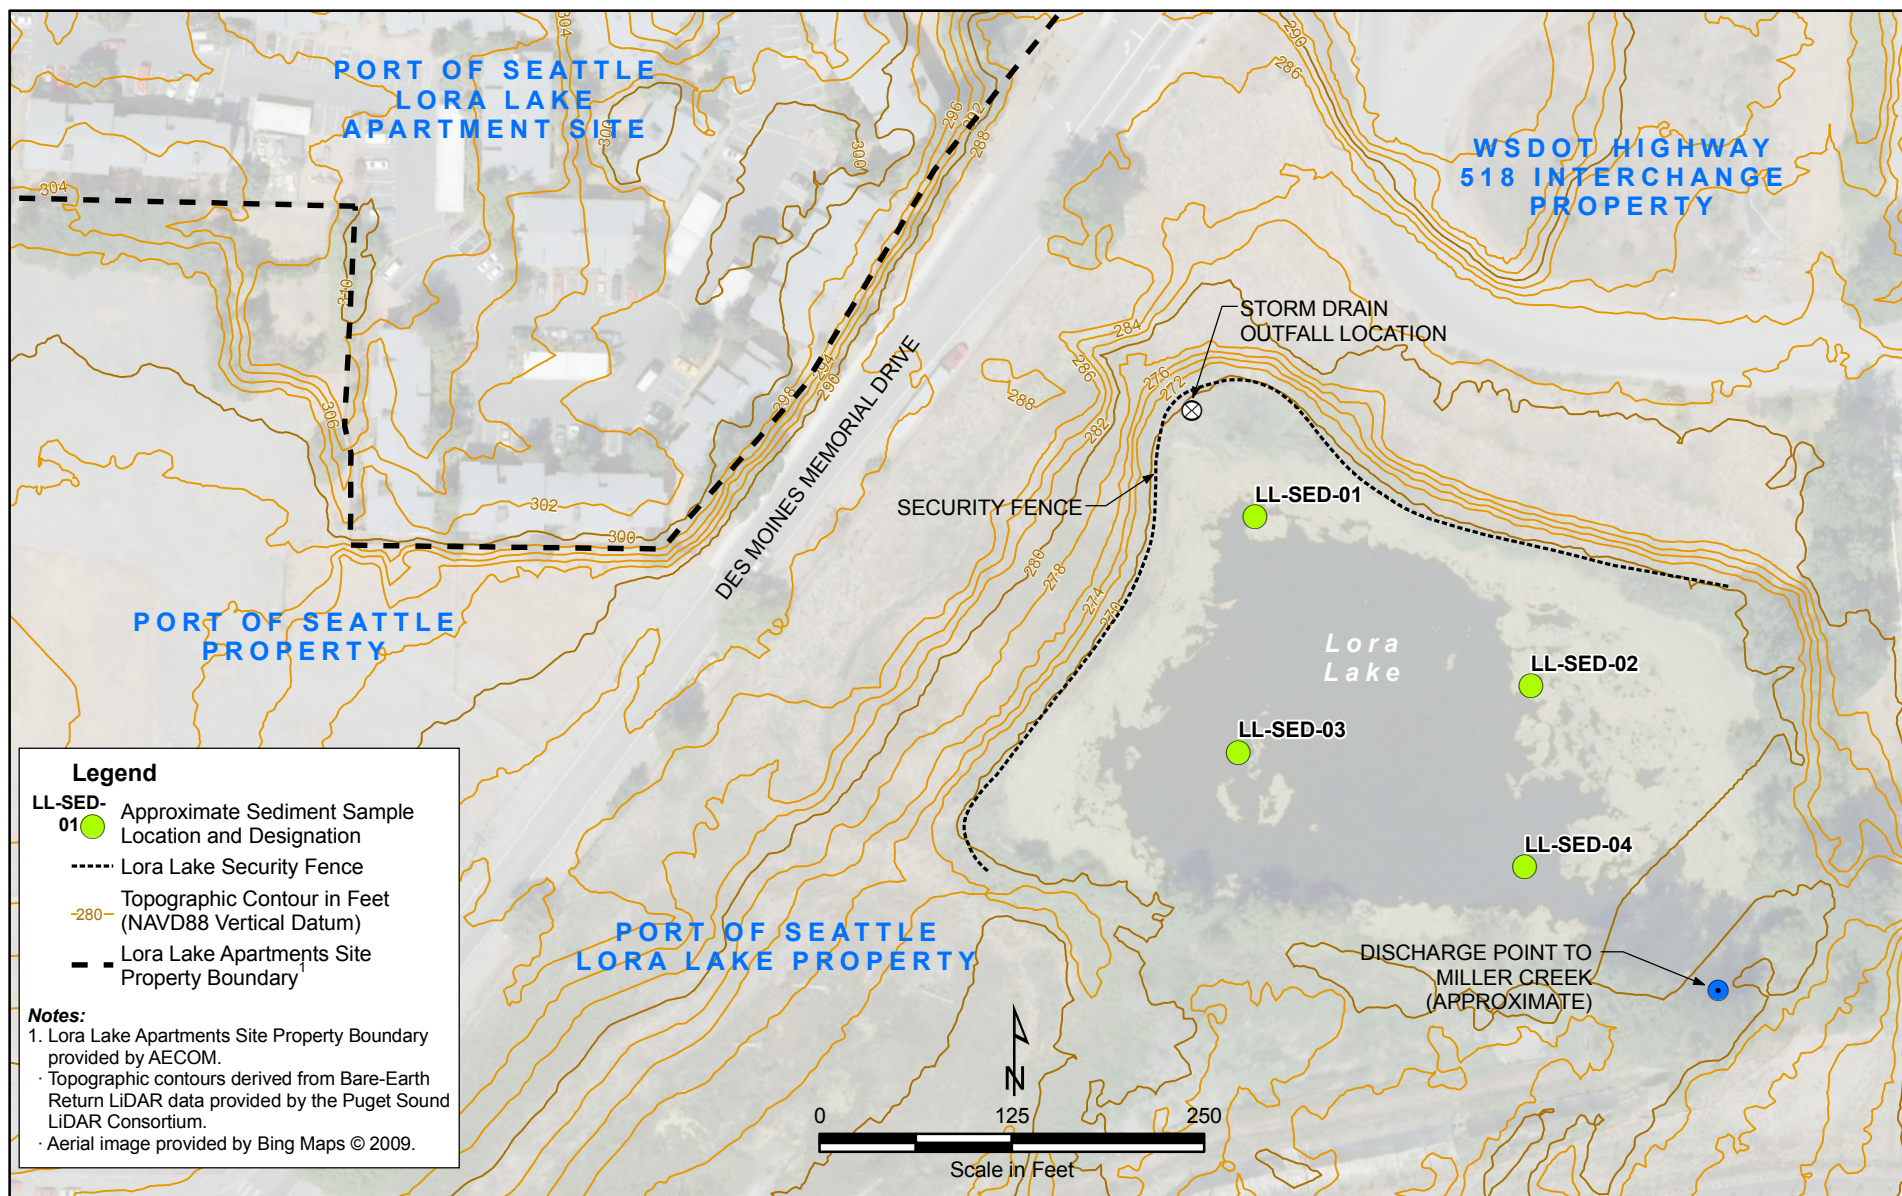 PORT OF SEATTLE
LORA LAKE
APARTMENT SITE
WSDOT HIGHWAY
518 INTERCHANGE
PROPERTY
304
304
300
300
296
292
288
290
286
310
306
302
300
298
294
290
DES MOINES MEMORIAL DRIVE
STORM DRAIN
OUTFALL LOCATION
284
286
288
282
276
272
280
278
274
270
SECURITY FENCE
LL-SED-01
PORT OF SEATTLE
PROPERTY
Lora
Lake
LL-SED-02
LL-SED-03
LL-SED-04
PORT OF SEATTLE
LORA LAKE PROPERTY
DISCHARGE POINT TO
MILLER CREEK
(APPROXIMATE)
Legend
LL-SED-
01
Approximate Sediment Sample
Location and Designation
Lora Lake Security Fence
280
Topographic Contour in Feet
(NAVD88 Vertical Datum)
Lora Lake Apartments Site
Property Boundary1
Notes:
1. Lora Lake Apartments Site Property Boundary
provided by AECOM.
· Topographic contours derived from Bare-Earth
Return LiDAR data provided by the Puget Sound
LiDAR Consortium.
· Aerial image provided by Bing Maps © 2009.
N
0 125 250
Scale in Feet